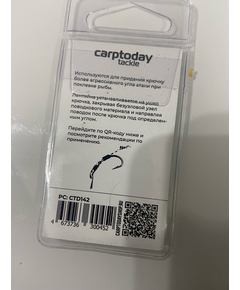 carptoday
tackle
Используются для придания крючку
более агрессивного угла атаки при
поклевке рыбы.
Лентяйка устанавливается на ушко
крючка, закрывая безузловой узел
поводкового материала и направляя
поводок после крючка под определен-
ным углом.
Перейдите по QR-коду ниже и
посмотрите рекомендации по
применению.
PC: CTD142
4 673736 300452